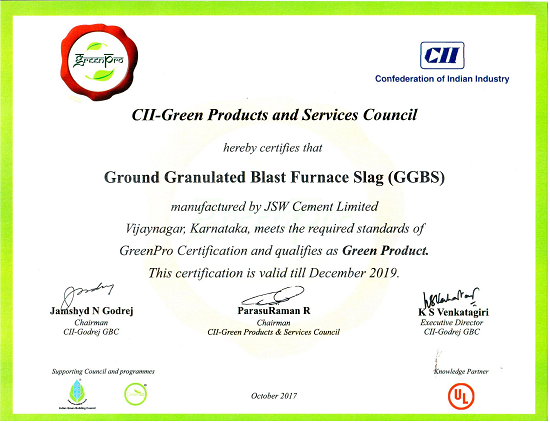 greenPro
CII
Confederation of Indian Industry
CII-Green Products and Services Council
hereby certifies that
Ground Granulated Blast Furnace Slag (GGBS)
manufactured by JSW Cement Limited
Vijaynagar, Karnataka, meets the required standards of
GreenPro Certification and qualifies as Green Product.
This certification is valid till December 2019.
Jamshyd N Godrej
Chairman
CII-Godrej GBC
ParasuRaman R
Chairman
CII-Green Products & Services Council
K S Venkatagiri
Executive Director
CII-Godrej GBC
Supporting Council and programmes
Indian Green Building Council
October 2017
Knowledge Partner
UL